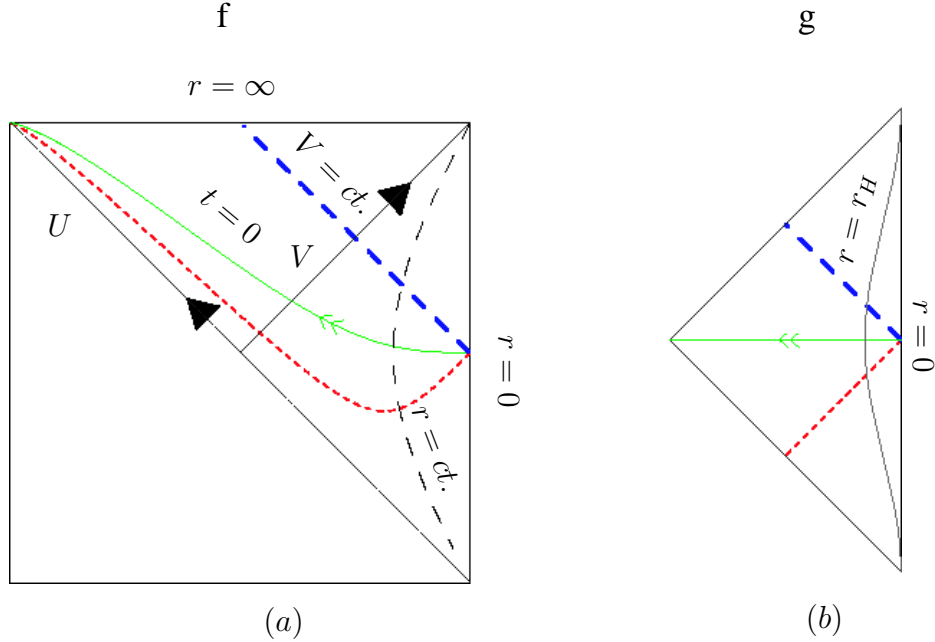 f
g
r = ∞
V = ct.
t = 0
U
V
r = 0
r = ct.
r = r_H
r = 0
(a)
(b)